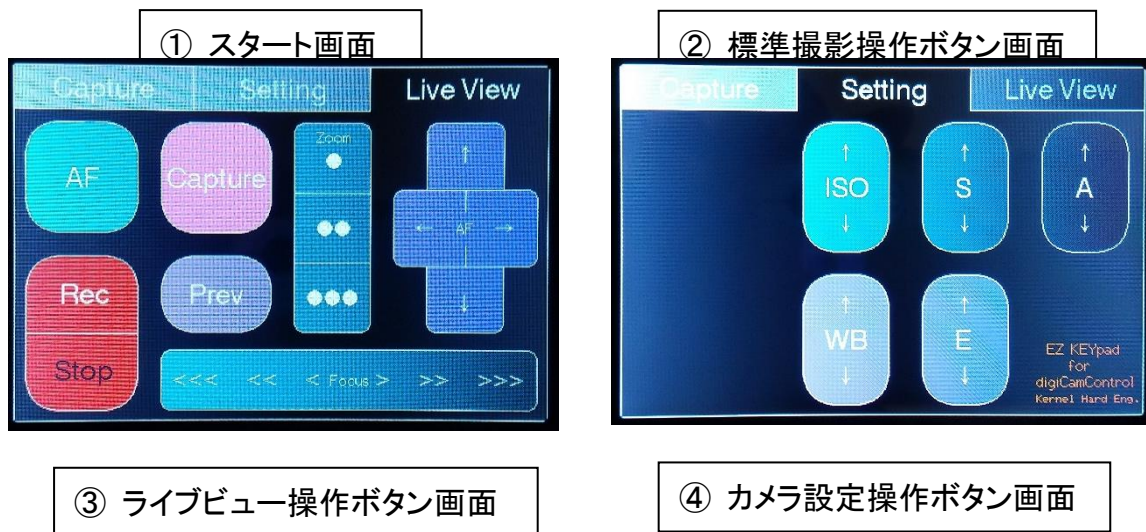 ① スタート画面
② 標準撮影操作ボタン画面
Capture Setting Live View
AF
Capture
Zoom
↑
← AF →
↓
Rec
Prev
Stop
<<< << < Focus > >> >>>
Capture Setting Live View
↑ ↑ ↑
ISO S A
↓ ↓ ↓
↑ ↑
WB E
↓ ↓
EZ KEYpad
for
digiCamControl
Kernel Hard Eng.
③ ライブビュー操作ボタン画面
④ カメラ設定操作ボタン画面